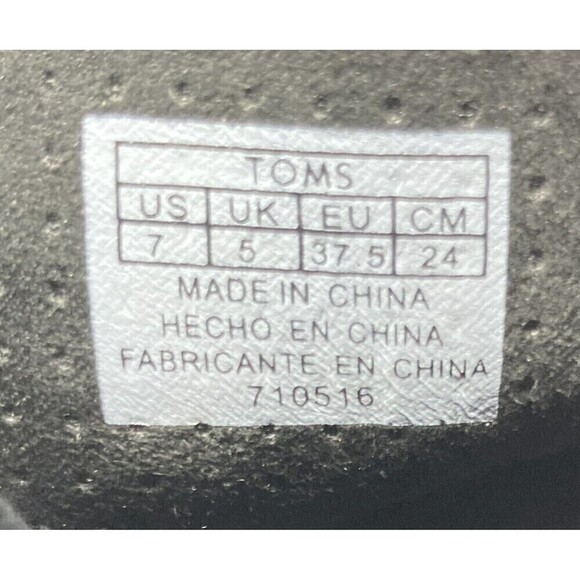 TOMS
US UK EU CM
7 5 37.5 24
MADE IN CHINA
HECHO EN CHINA
FABRICANTE EN CHINA
710516